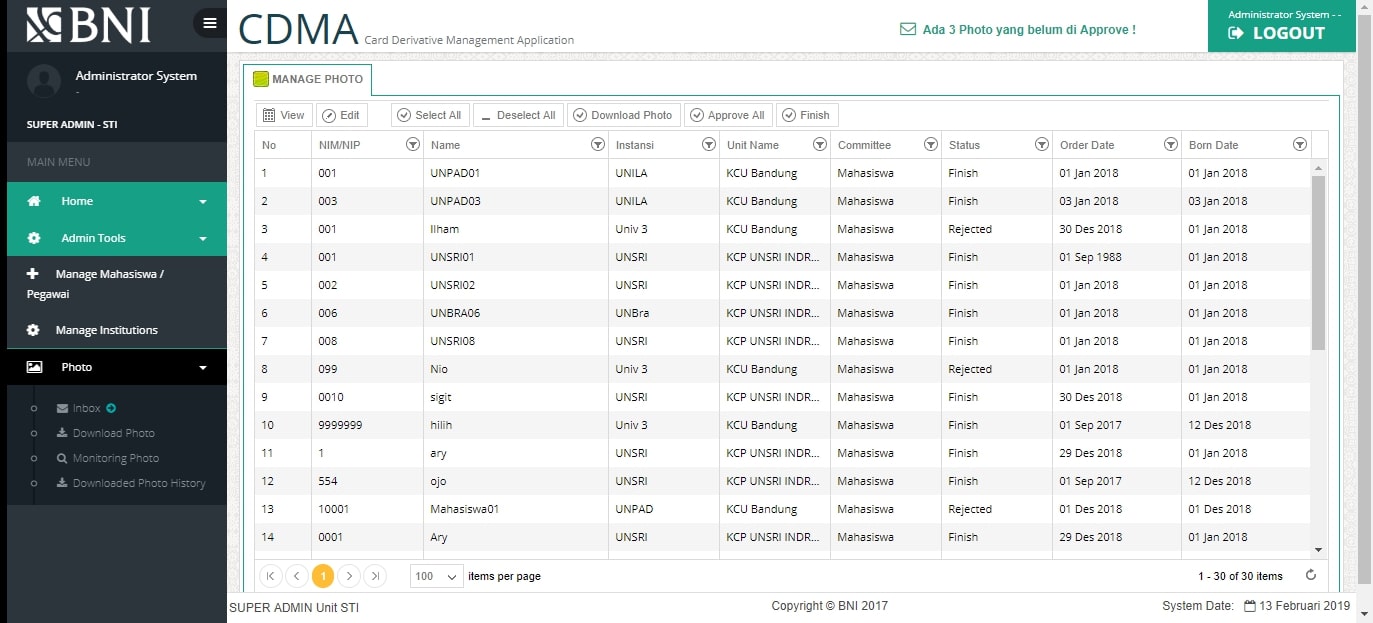 BNI
Administrator System
-
SUPER ADMIN - STI
MAIN MENU
Home
Admin Tools
Manage Mahasiswa /
Pegawai
Manage Institutions
Photo
Inbox
Download Photo
Monitoring Photo
Downloaded Photo History
CDMA Card Derivative Management Application
Ada 3 Photo yang belum di Approve !
Administrator System - -
LOGOUT
MANAGE PHOTO
View Edit Select All Deselect All Download Photo Approve All Finish
No NIM/NIP Name Instansi Unit Name Committee Status Order Date Born Date
1 001 UNPAD01 UNILA KCU Bandung Mahasiswa Finish 01 Jan 2018 01 Jan 2018
2 003 UNPAD03 UNILA KCU Bandung Mahasiswa Finish 03 Jan 2018 03 Jan 2018
3 001 Ilham Univ 3 KCU Bandung Mahasiswa Rejected 30 Des 2018 01 Jan 2018
4 001 UNSRI01 UNSRI KCP UNSRI INDR... Mahasiswa Finish 01 Sep 1988 01 Jan 2018
5 002 UNSRI02 UNSRI KCP UNSRI INDR... Mahasiswa Finish 01 Jan 2018 01 Jan 2018
6 006 UNBRA06 UNBra KCP UNSRI INDR... Mahasiswa Finish 01 Jan 2018 01 Jan 2018
7 008 UNSRI08 UNSRI KCP UNSRI INDR... Mahasiswa Finish 01 Jan 2018 01 Jan 2018
8 099 Nio Univ 3 KCU Bandung Mahasiswa Rejected 01 Jan 2018 01 Jan 2018
9 0010 sigit UNSRI KCP UNSRI INDR... Mahasiswa Finish 30 Des 2018 01 Jan 2018
10 9999999 hilih Univ 3 KCU Bandung Mahasiswa Finish 01 Sep 2017 12 Des 2018
11 1 ary UNSRI KCP UNSRI INDR... Mahasiswa Finish 29 Des 2018 01 Jan 2018
12 554 ojo UNSRI KCP UNSRI INDR... Mahasiswa Finish 01 Sep 2017 12 Des 2018
13 10001 Mahasiswa01 UNPAD KCU Bandung Mahasiswa Rejected 01 Des 2018 01 Des 2018
14 0001 Ary UNSRI KCP UNSRI INDR... Mahasiswa Finish 29 Des 2018 01 Jan 2018
1 100 items per page 1 - 30 of 30 items
SUPER ADMIN Unit STI Copyright © BNI 2017 System Date: 13 Februari 2019